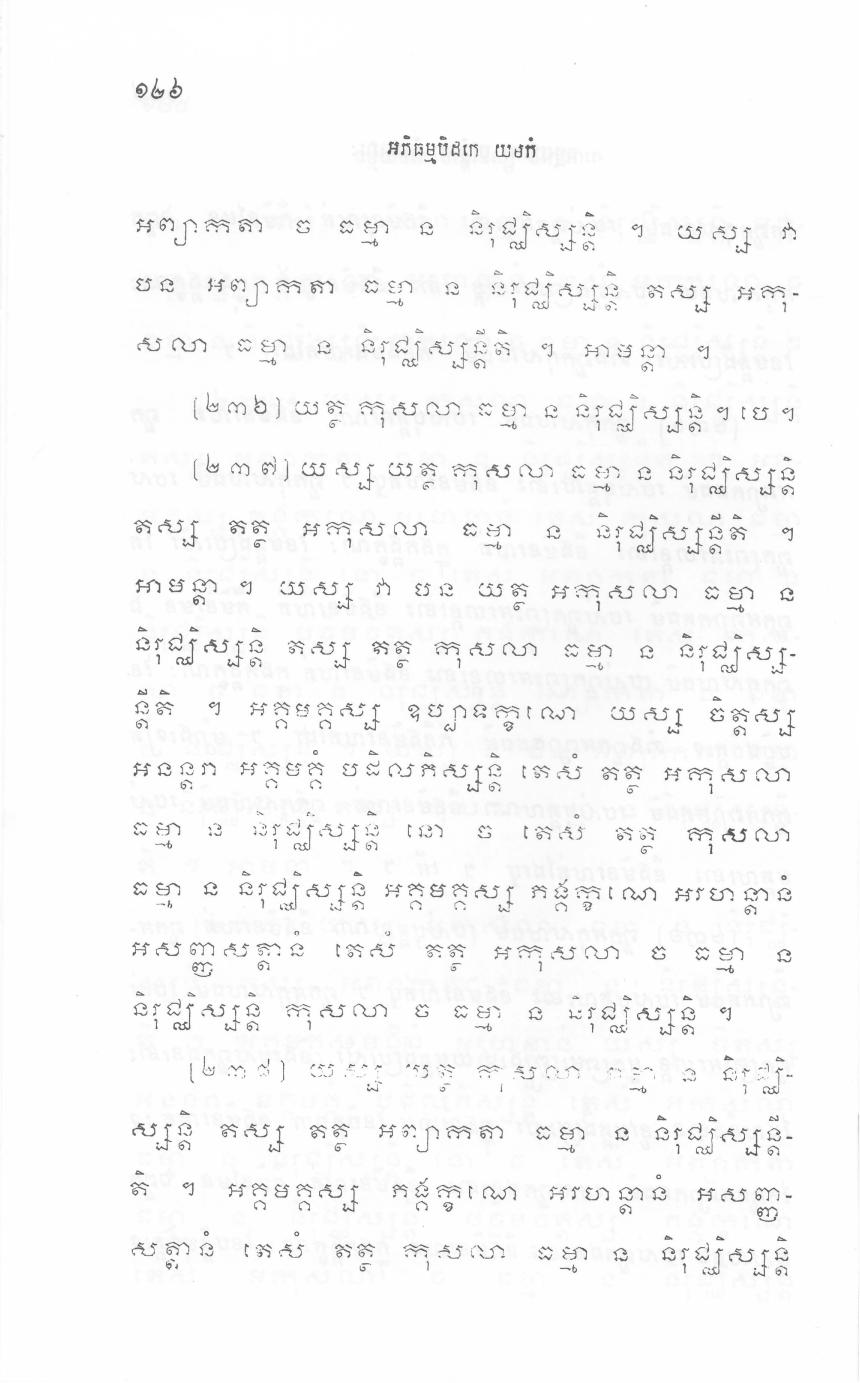 ១២៦
អភិធម្មបិដកេ យមកំ
អព្យាកតា ច ធម្មា ន និរុជ្ឈិស្សន្តិ ។ យស្ស វា
បន អព្យាកតា ធម្មា ន និរុជ្ឈិស្សន្តិ តស្ស អកុ-
សលា ធម្មា ន និរុជ្ឈិស្សន្តីតិ ។ អាមន្តា ។
(២៣៦) យត្ថ កុសលា ធម្មា ន និរុជ្ឈិស្សន្តិ ។ បេ ។
(២៣៧) យស្ស យត្ថ កុសលា ធម្មា ន និរុជ្ឈិស្សន្តិ
តស្ស តត្ថ អកុសលា ធម្មា ន និរុជ្ឈិស្សន្តីតិ ។
អាមន្តា ។ យស្ស វា បន យត្ថ អកុសលា ធម្មា ន
និរុជ្ឈិស្សន្តិ តស្ស តត្ថ កុសលា ធម្មា ន និរុជ្ឈិស្ស-
ន្តីតិ ។ អគ្គមគ្គស្ស ឧប្បាទក្ខណេ យស្ស ចិត្តស្ស
អនន្តរា អគ្គមគ្គំ បដិលភិស្សន្តិ តេសំ តត្ថ អកុសលា
ធម្មា ន និរុជ្ឈិស្សន្តិ នោ ច តេសំ តត្ថ កុសលា
ធម្មា ន និរុជ្ឈិស្សន្តិ អគ្គមគ្គស្ស ភង្គក្ខណេ អរហន្តានំ
អសញ្ញសត្តានំ តេសំ តត្ថ អកុសលា ច ធម្មា ន
និរុជ្ឈិស្សន្តិ កុសលា ច ធម្មា ន និរុជ្ឈិស្សន្តិ ។
(២៣៨) យស្ស យត្ថ កុសលា ធម្មា ន និរុជ្ឈិ-
ស្សន្តិ តស្ស តត្ថ អព្យាកតា ធម្មា ន និរុជ្ឈិស្សន្តី-
តិ ។ អគ្គមគ្គស្ស ភង្គក្ខណេ អរហន្តានំ អសញ្ញ-
សត្តានំ តេសំ តត្ថ កុសលា ធម្មា ន និរុជ្ឈិស្សន្តិ